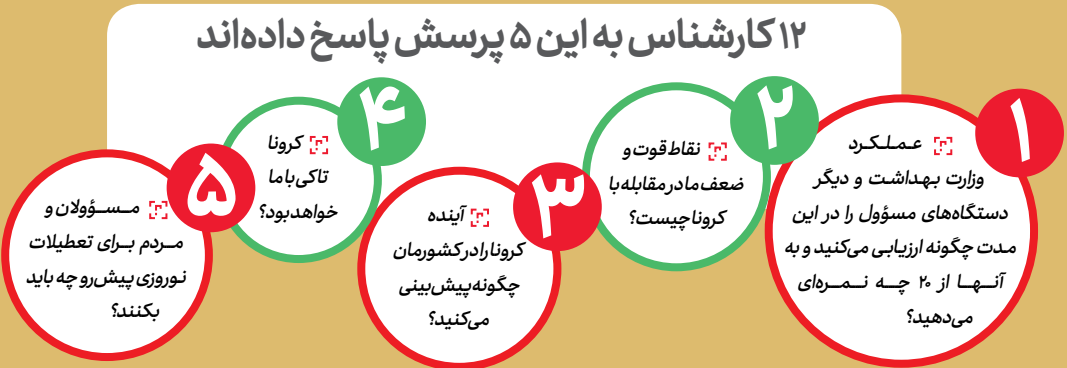 ۱۲ کارشناس به این ۵ پرسش پاسخ داده‌اند
۱
عملکرد
وزارت بهداشت و دیگر
دستگاه‌های مسؤول را در این
مدت چگونه ارزیابی می‌کنید و به
آنها از ۲۰ چه نمره‌ای
می‌دهید؟
۲
نقاط قوت و
ضعف ما در مقابله با
کرونا چیست؟
۳
آینده
کرونا را در کشورمان
چگونه پیش‌بینی
می‌کنید؟
۴
کرونا
تا کی با ما
خواهد بود؟
۵
مسؤولان و
مردم برای تعطیلات
نوروزی پیش‌رو چه باید
بکنند؟